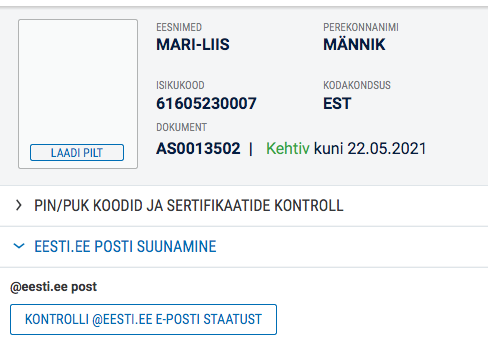 EESNIMED PEREKONNANIMI
MARI-LIIS MÄNNIK
ISIKUKOOD KODAKONDSUS
61605230007 EST
DOKUMENT
LAADI PILT AS0013502 | Kehtiv kuni 22.05.2021
PIN/PUK KOODID JA SERTIFIKAATIDE KONTROLL
EESTI.EE POSTI SUUNAMINE
@eesti.ee post
KONTROLLI @EESTI.EE E-POSTI STAATUST